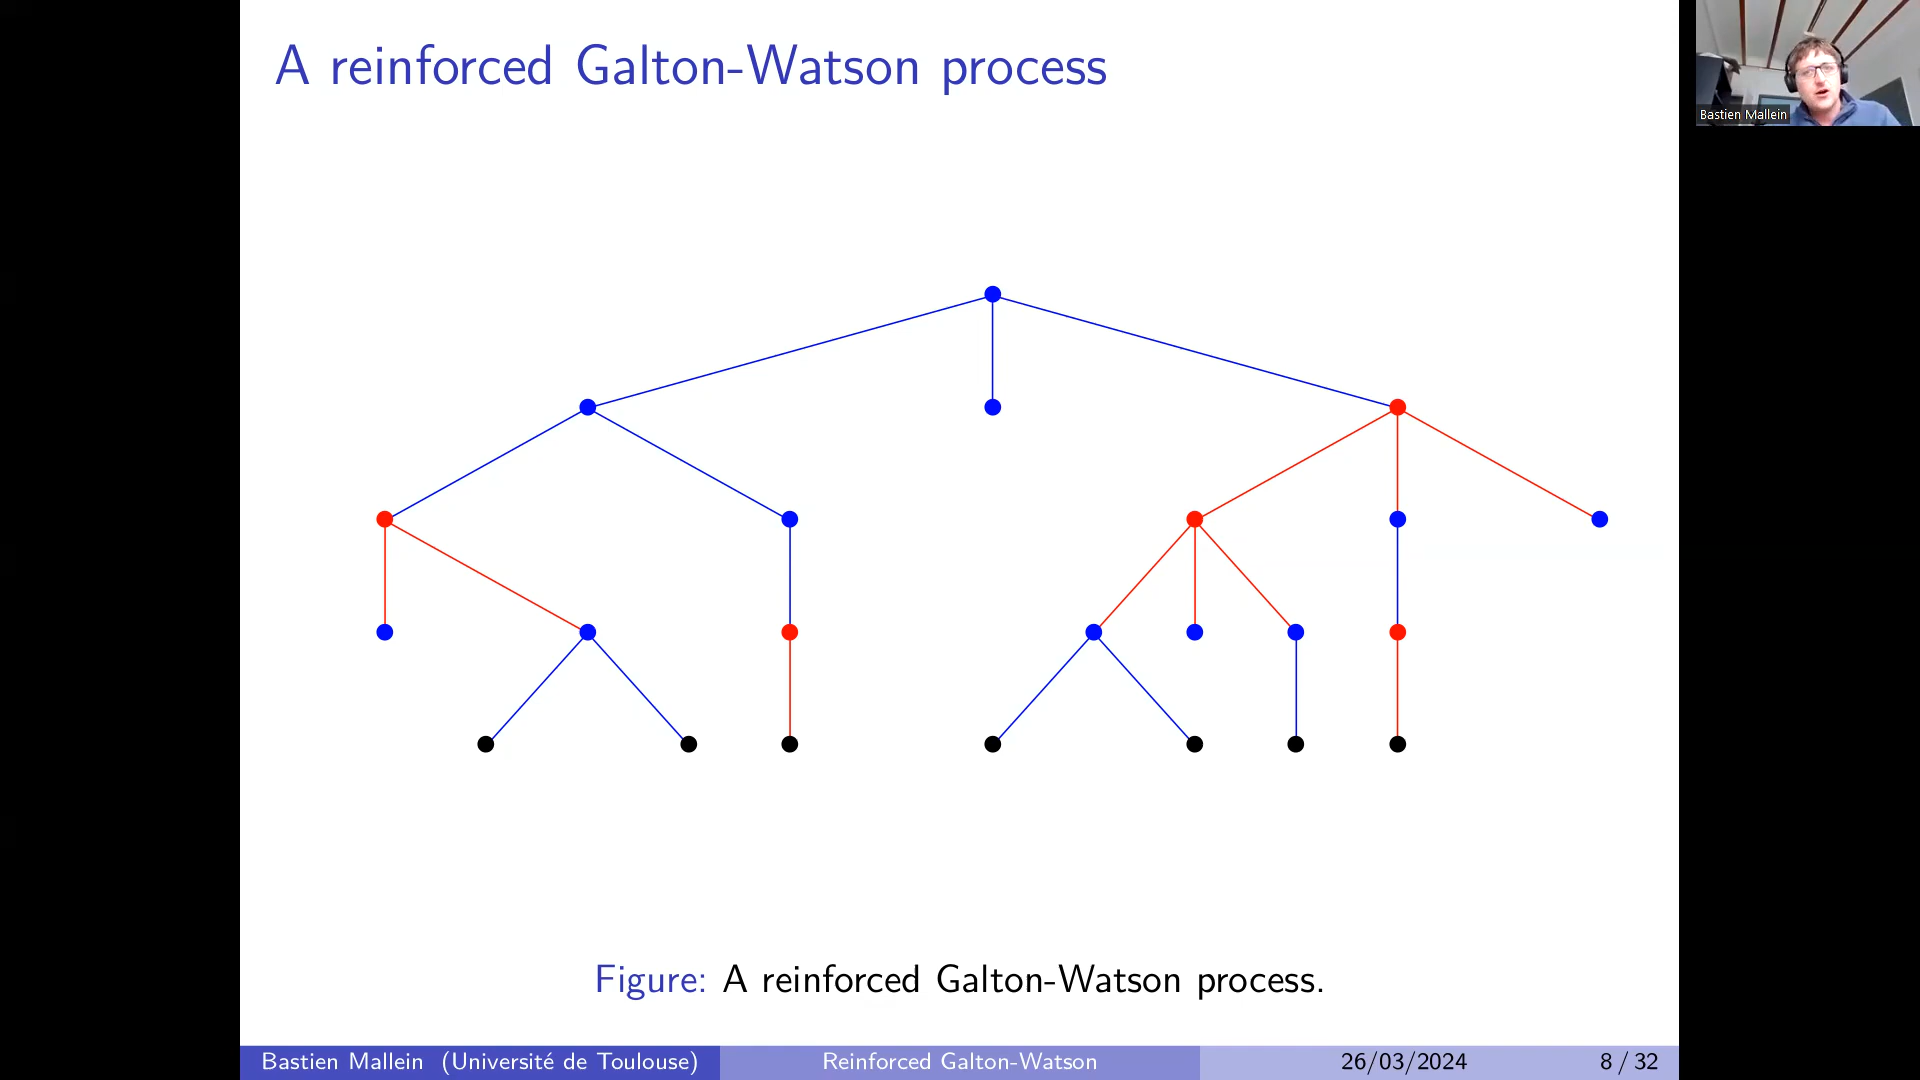 A reinforced Galton-Watson process
Bastien Mallein
Figure: A reinforced Galton-Watson process.
Bastien Mallein (Université de Toulouse) Reinforced Galton-Watson 26/03/2024 8 / 32